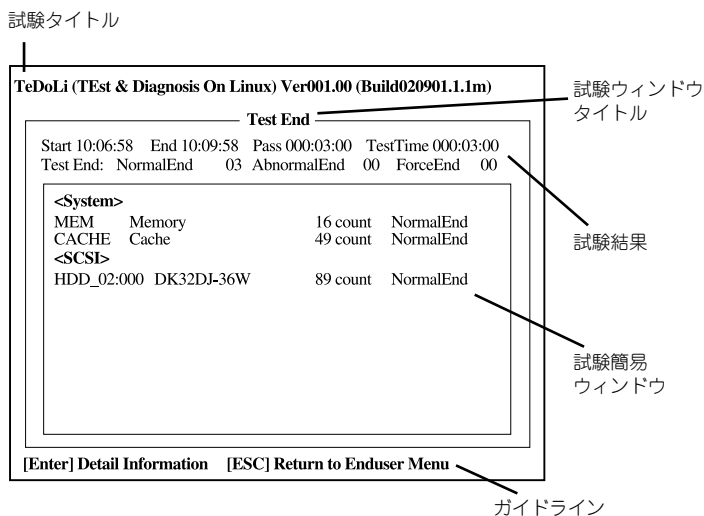 試験タイトル
TeDoLi (TEst & Diagnosis On Linux) Ver001.00 (Build020901.1.1m)
試験ウィンドウ
タイトル
Test End
Start 10:06:58 End 10:09:58 Pass 000:03:00 TestTime 000:03:00
Test End: NormalEnd 03 AbnormalEnd 00 ForceEnd 00
試験結果
<System>
MEM Memory 16 count NormalEnd
CACHE Cache 49 count NormalEnd
<SCSI>
HDD_02:000 DK32DJ-36W 89 count NormalEnd
試験簡易
ウィンドウ
[Enter] Detail Information [ESC] Return to Enduser Menu
ガイドライン